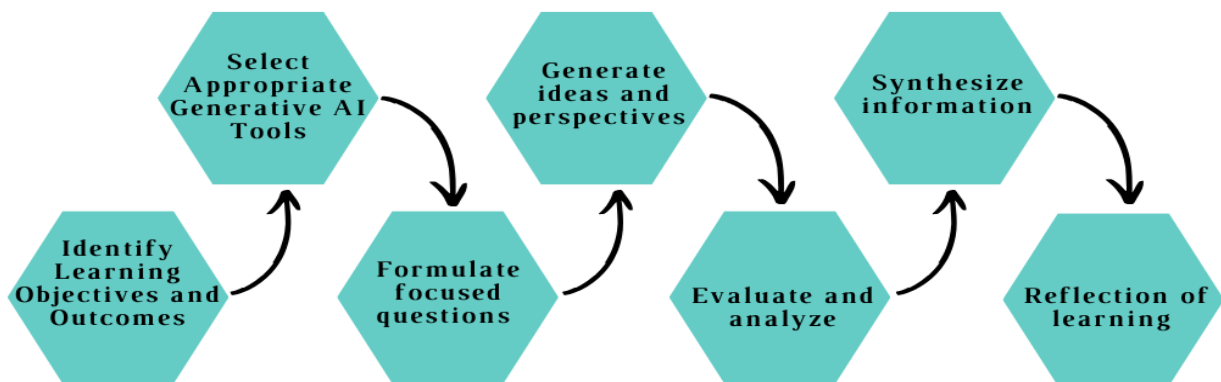 Identify
Learning
Objectives and
Outcomes
Select
Appropriate
Generative AI
Tools
Formulate
focused
questions
Generate
ideas and
perspectives
Evaluate and
analyze
Synthesize
information
Reflection of
learning